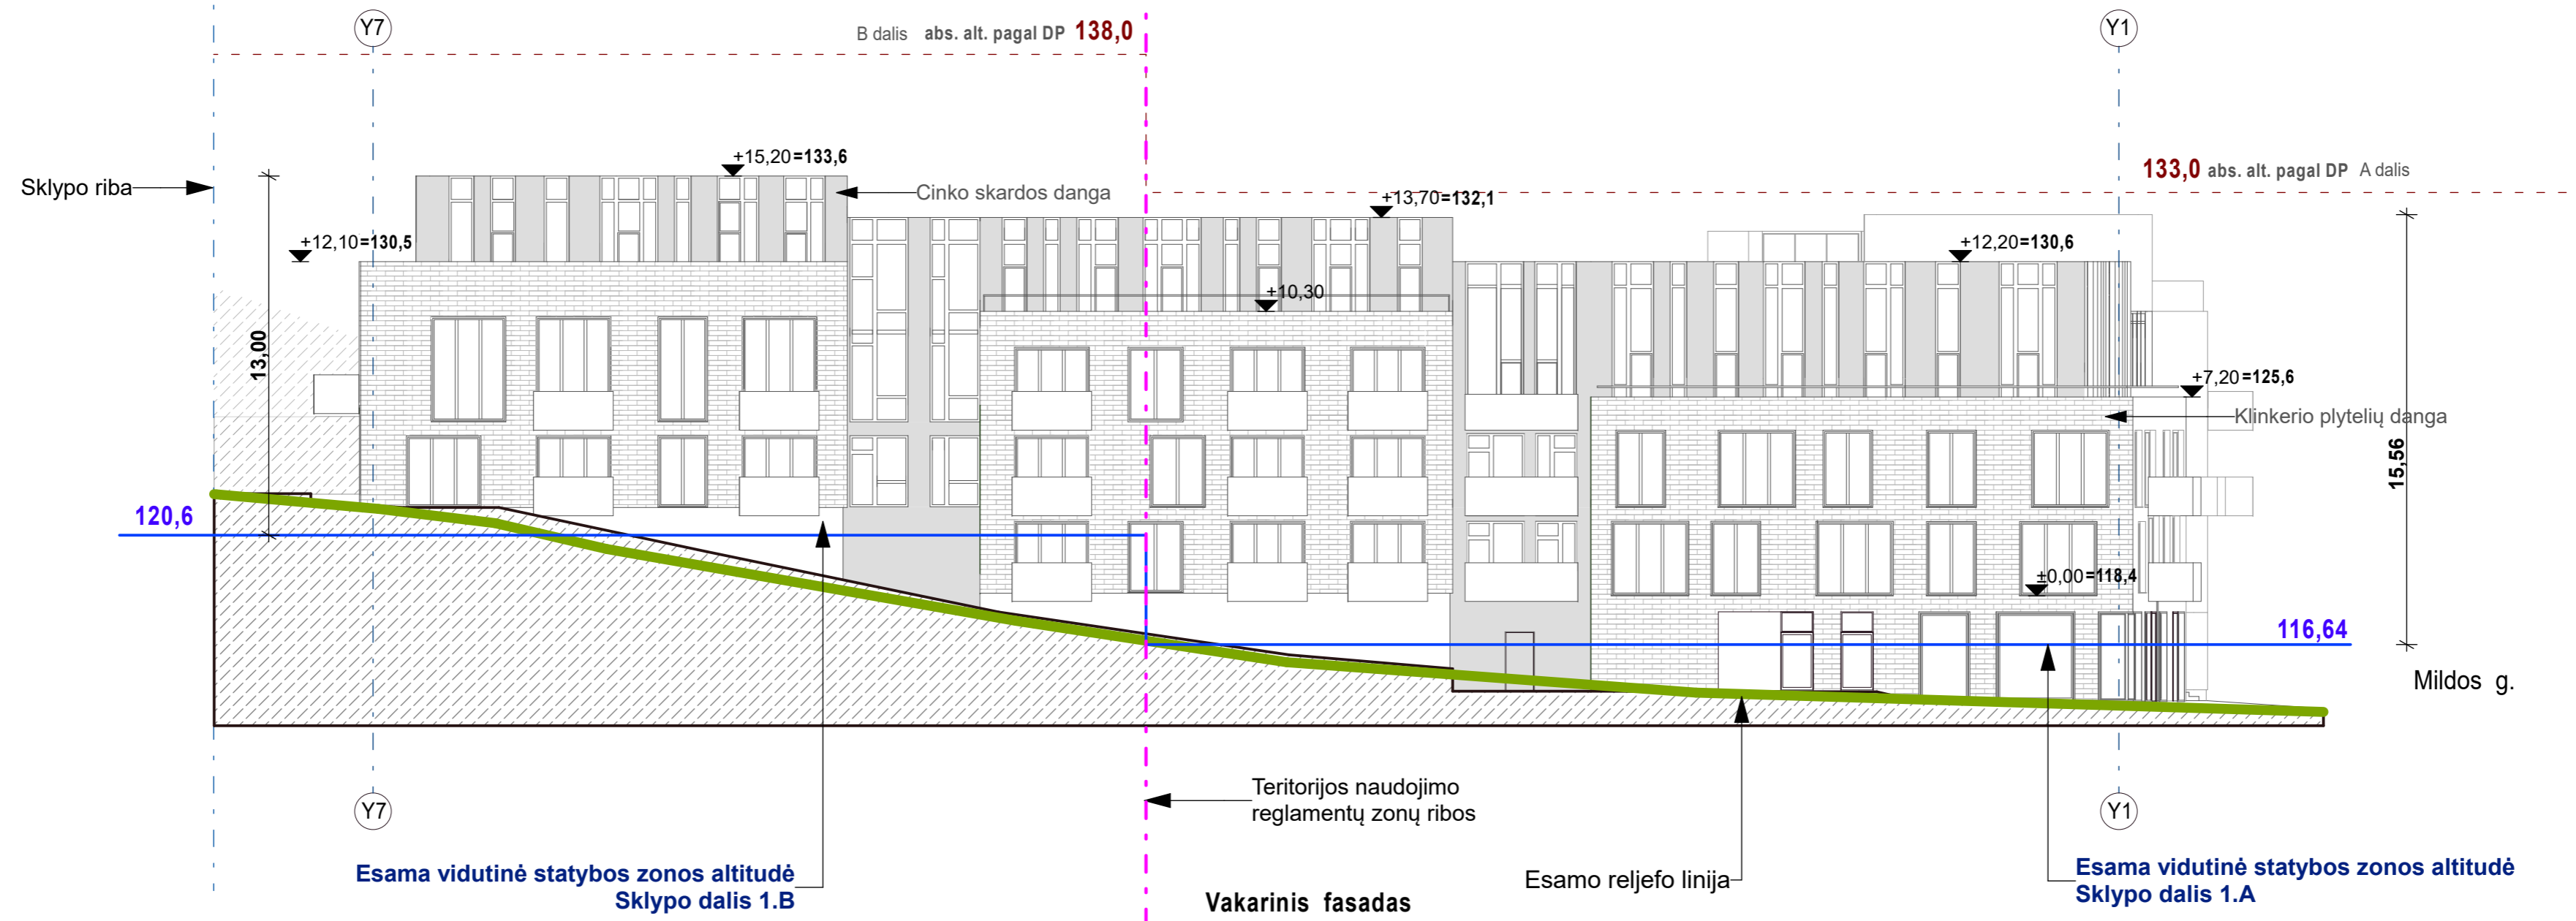 Y7
B dalis abs. alt. pagal DP 138,0
Y1
+15,20=133,6
133,0 abs. alt. pagal DP A dalis
Sklypo riba
Cinko skardos danga
+13,70=132,1
+12,10=130,5
+12,20=130,6
+10,30
13,00
+7,20=125,6
Klinkerio plytelių danga
15,56
120,6
±0,00=118,4
116,64
Mildos g.
Teritorijos naudojimo
reglamentų zonų ribos
Y7
Y1
Esama vidutinė statybos zonos altitudė
Sklypo dalis 1.B
Esamo reljefo linija
Esama vidutinė statybos zonos altitudė
Sklypo dalis 1.A
Vakarinis fasadas